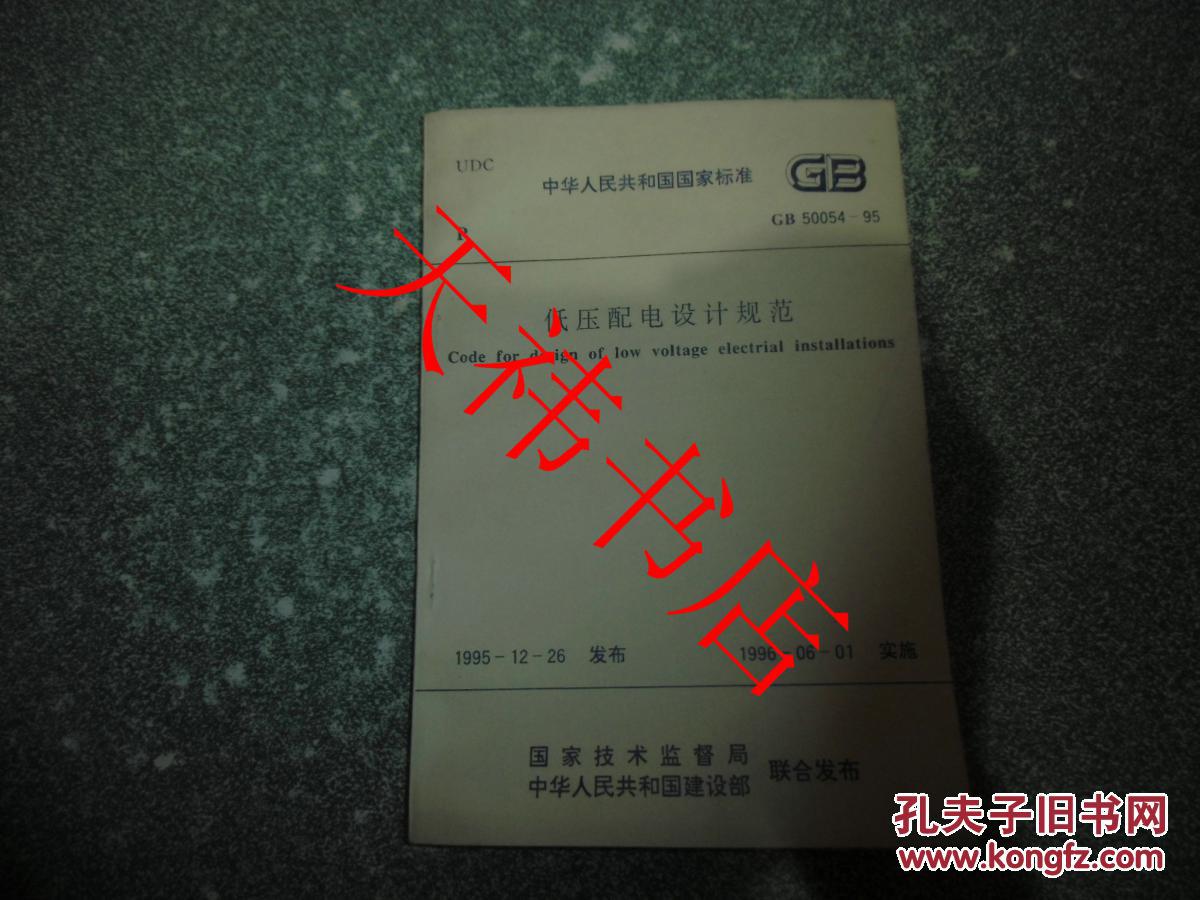 UDC
中华人民共和国国家标准
GB
GB 50054-95
P
低压配电设计规范
Code for design of low voltage electrial installations
天祎书店
1995-12-26 发布
1996-06-01 实施
国家技术监督局
中华人民共和国建设部
联合发布
孔夫子旧书网
www.kongfz.com